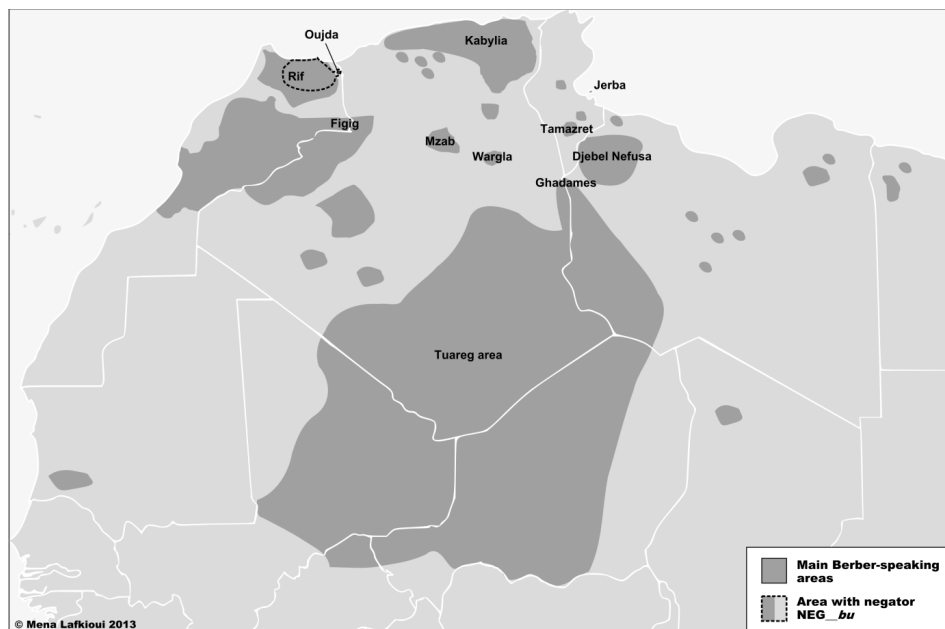 Oujda
Kabylia
Rif
Jerba
Figig
Tamazret
Mzab
Wargla
Djebel Nefusa
Ghadames
Tuareg area
Main Berber-speaking
areas
Area with negator
NEG__bu
© Mena Lafkioui 2013